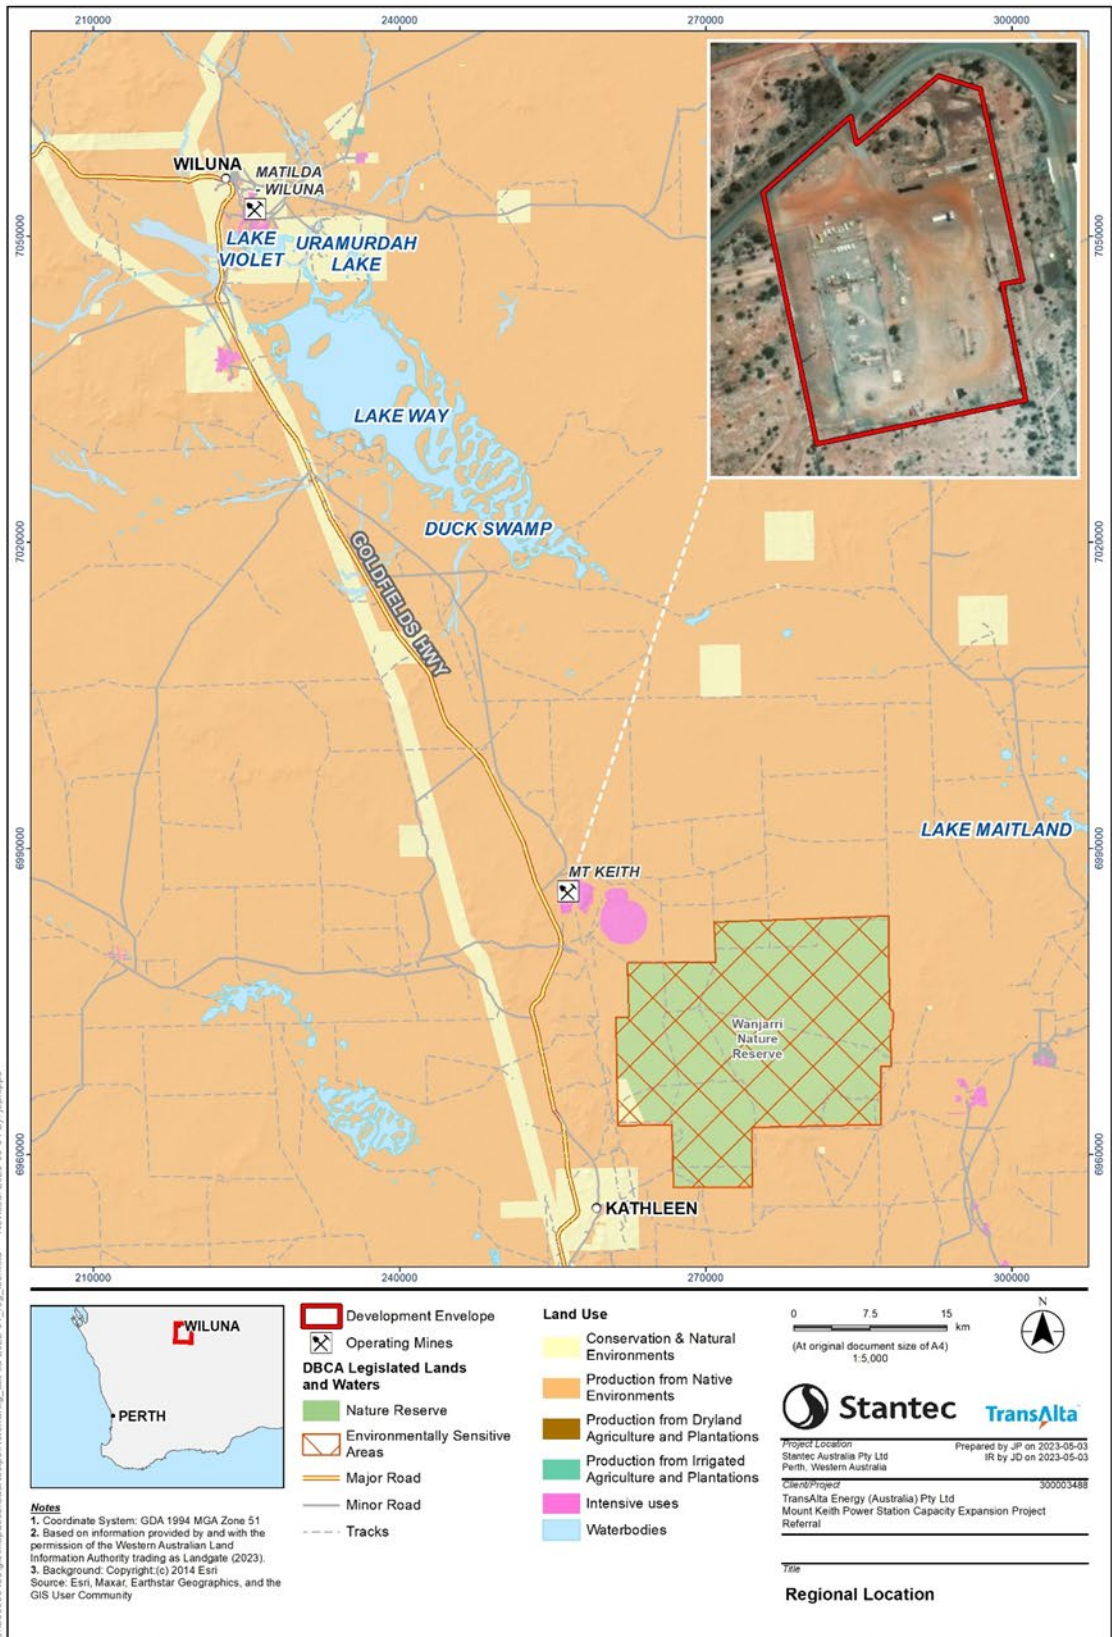 210000
240000
270000
300000
WILUNA
MATILDA
- WILUNA
LAKE
VIOLET
URAMURDAH
LAKE
7050000
7050000
LAKE WAY
DUCK SWAMP
7020000
7020000
GOLDFIELDS HWY
LAKE MAITLAND
6990000
6990000
MT KEITH
Wanjarri
Nature
Reserve
6960000
6960000
KATHLEEN
210000
240000
270000
300000
WILUNA
PERTH
Notes
1. Coordinate System: GDA 1994 MGA Zone 51
2. Based on information provided by and with the
permission of the Western Australian Land
Information Authority trading as Landgate (2023).
3. Background: Copyright:(c) 2014 Esri
Source: Esri, Maxar, Earthstar Geographics, and the
GIS User Community
Development Envelope
Operating Mines
DBCA Legislated Lands
and Waters
Nature Reserve
Environmentally Sensitive
Areas
Major Road
Minor Road
Tracks
Land Use
Conservation & Natural
Environments
Production from Native
Environments
Production from Dryland
Agriculture and Plantations
Production from Irrigated
Agriculture and Plantations
Intensive uses
Waterbodies
0 7.5 15
km
(At original document size of A4)
1:5,000
N
Stantec
TransAlta
Project Location
Stantec Australia Pty Ltd
Perth, Western Australia
Prepared by JP on 2023-05-03
IR by JD on 2023-05-03
Client/Project
300003488
TransAlta Energy (Australia) Pty Ltd
Mount Keith Power Station Capacity Expansion Project
Referral
Title
Regional Location